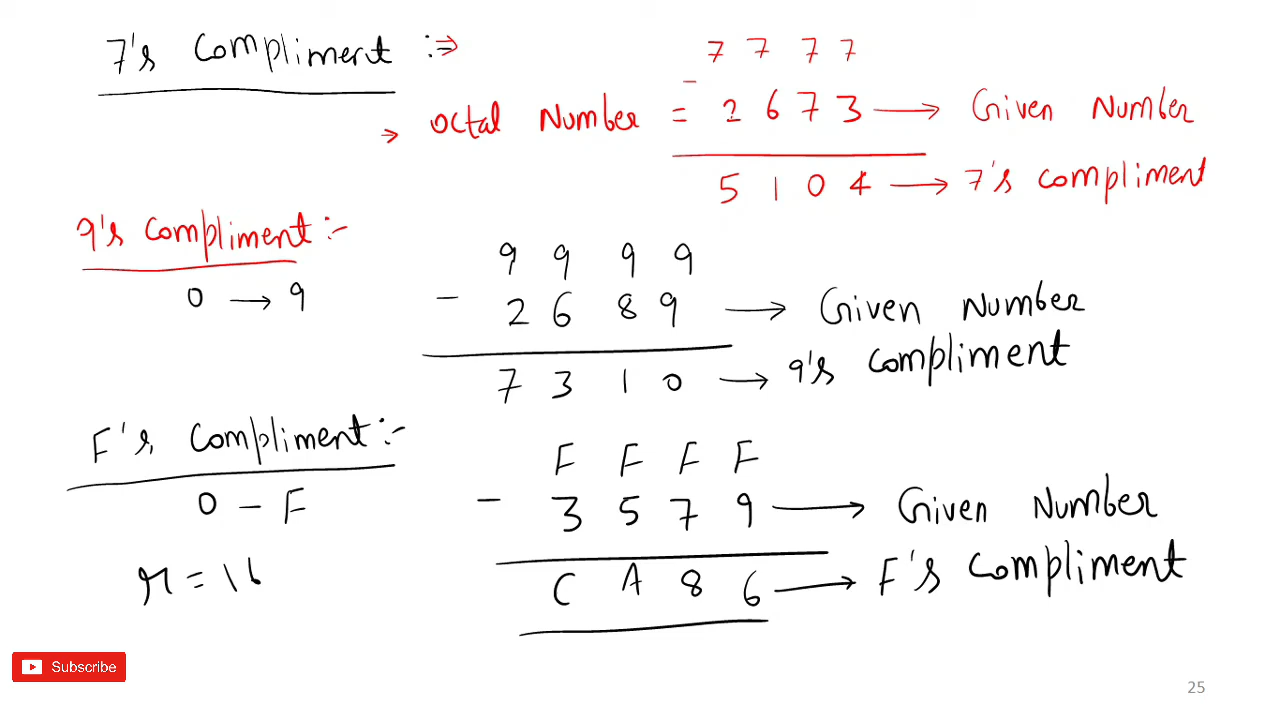 7's Compliment :⇒
7 7 7 7
⇒ Octal Number = - 2 6 7 3 → Given Number
5 1 0 4 → 7's compliment
9's compliment :-
0 → 9
9 9 9 9
- 2 6 8 9 → Given Number
7 3 1 0 → 9's compliment
F's compliment :-
0 - F
r = 16
F F F F
- 3 5 7 9 → Given Number
C A 8 6 → F's compliment
Subscribe
25